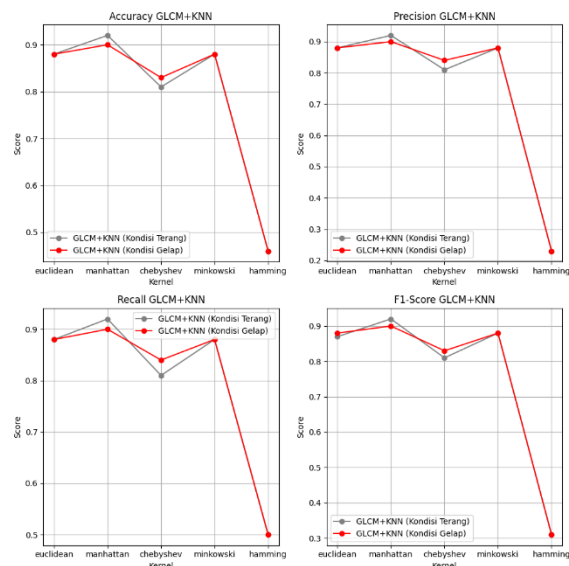 Accuracy GLCM+KNN
Score
0.9
0.8
0.7
0.6
0.5
GLCM+KNN (Kondisi Terang)
GLCM+KNN (Kondisi Gelap)
euclidean manhattan chebyshev minkowski hamming
Kernel
Precision GLCM+KNN
Score
0.9
0.8
0.7
0.6
0.5
0.4
0.3
0.2
GLCM+KNN (Kondisi Terang)
GLCM+KNN (Kondisi Gelap)
euclidean manhattan chebyshev minkowski hamming
Kernel
Recall GLCM+KNN
Score
0.9
0.8
0.7
0.6
0.5
GLCM+KNN (Kondisi Terang)
GLCM+KNN (Kondisi Gelap)
euclidean manhattan chebyshev minkowski hamming
Kernel
F1-Score GLCM+KNN
Score
0.9
0.8
0.7
0.6
0.5
0.4
0.3
GLCM+KNN (Kondisi Terang)
GLCM+KNN (Kondisi Gelap)
euclidean manhattan chebyshev minkowski hamming
Kernel